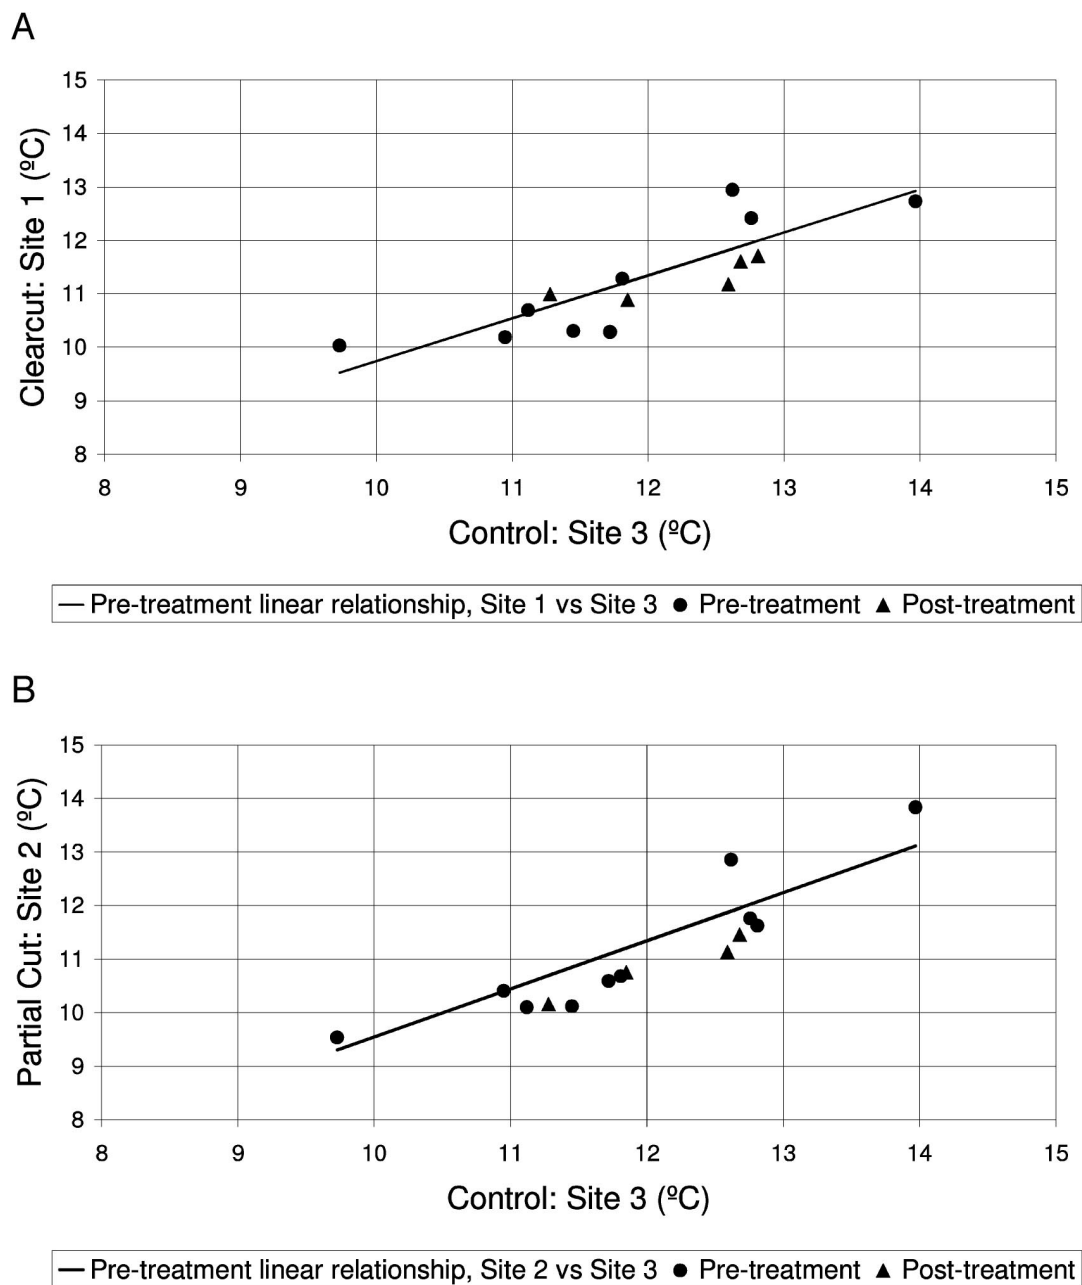 A
15
14
13
12
11
10
9
8
Clearcut: Site 1 (ºC)
8 9 10 11 12 13 14 15
Control: Site 3 (ºC)
Pre-treatment linear relationship, Site 1 vs Site 3 Pre-treatment Post-treatment
B
15
14
13
12
11
10
9
8
Partial Cut: Site 2 (ºC)
8 9 10 11 12 13 14 15
Control: Site 3 (ºC)
Pre-treatment linear relationship, Site 2 vs Site 3 Pre-treatment Post-treatment